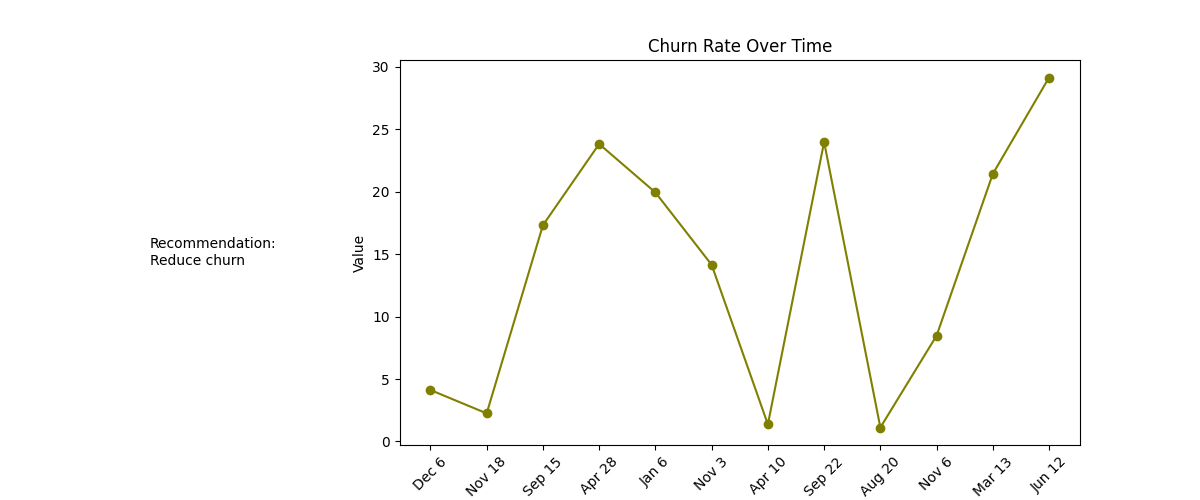 Churn Rate Over Time
Recommendation:
Reduce churn
Value
30
25
20
15
10
5
0
Dec 6
Nov 18
Sep 15
Apr 28
Jan 6
Nov 3
Apr 10
Sep 22
Aug 20
Nov 6
Mar 13
Jun 12